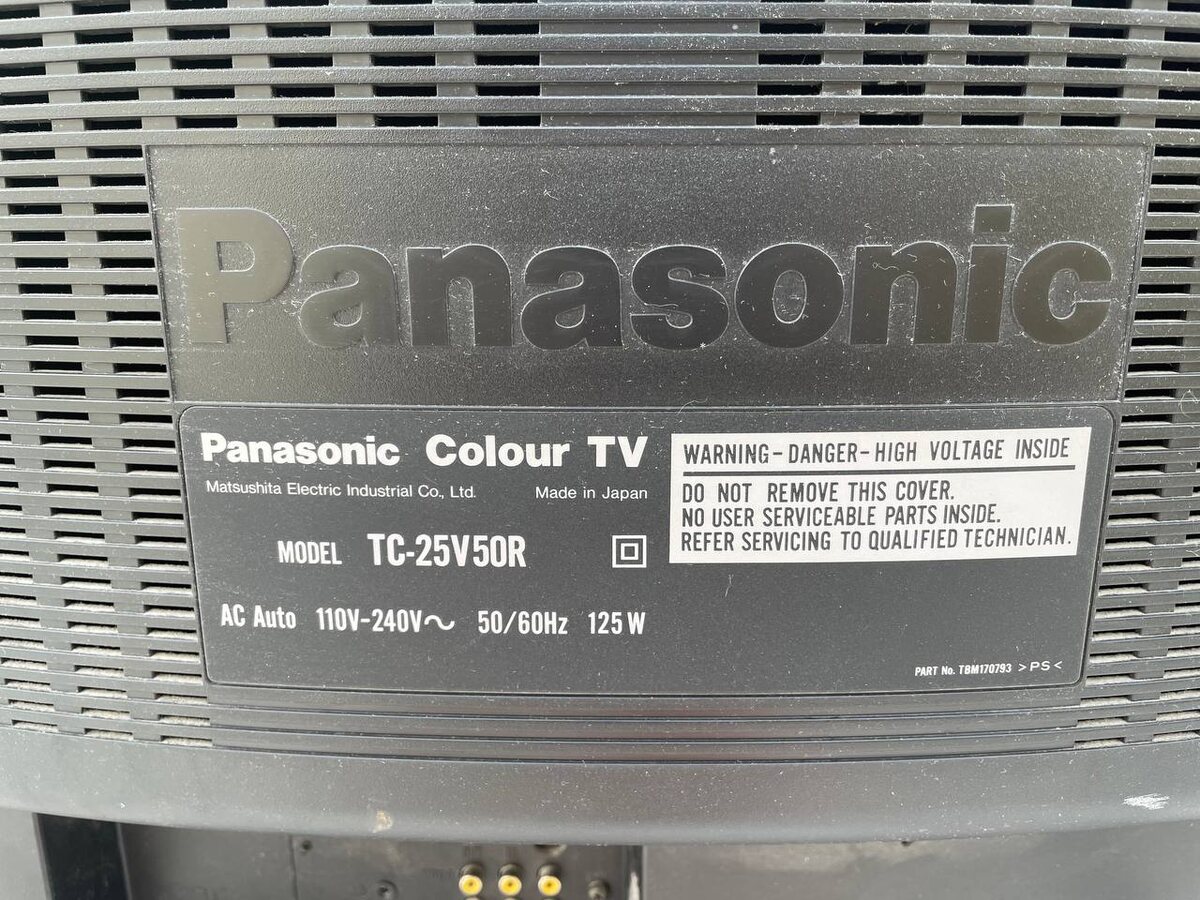 Panasonic
Panasonic Colour TV
Matsushita Electric Industrial Co., Ltd. Made in Japan
MODEL TC-25V50R
AC Auto 110V-240V~ 50/60Hz 125W
WARNING-DANGER-HIGH VOLTAGE INSIDE
DO NOT REMOVE THIS COVER.
NO USER SERVICEABLE PARTS INSIDE.
REFER SERVICING TO QUALIFIED TECHNICIAN.
PART No. TBM170793 >PS<